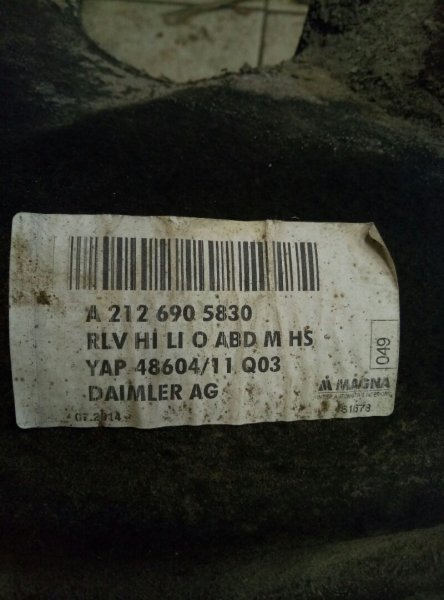 A 212 690 5830
RLV HI LI O ABD M HS
YAP 48604/11 Q03
DAIMLER AG
07.2014
049
MAGNA